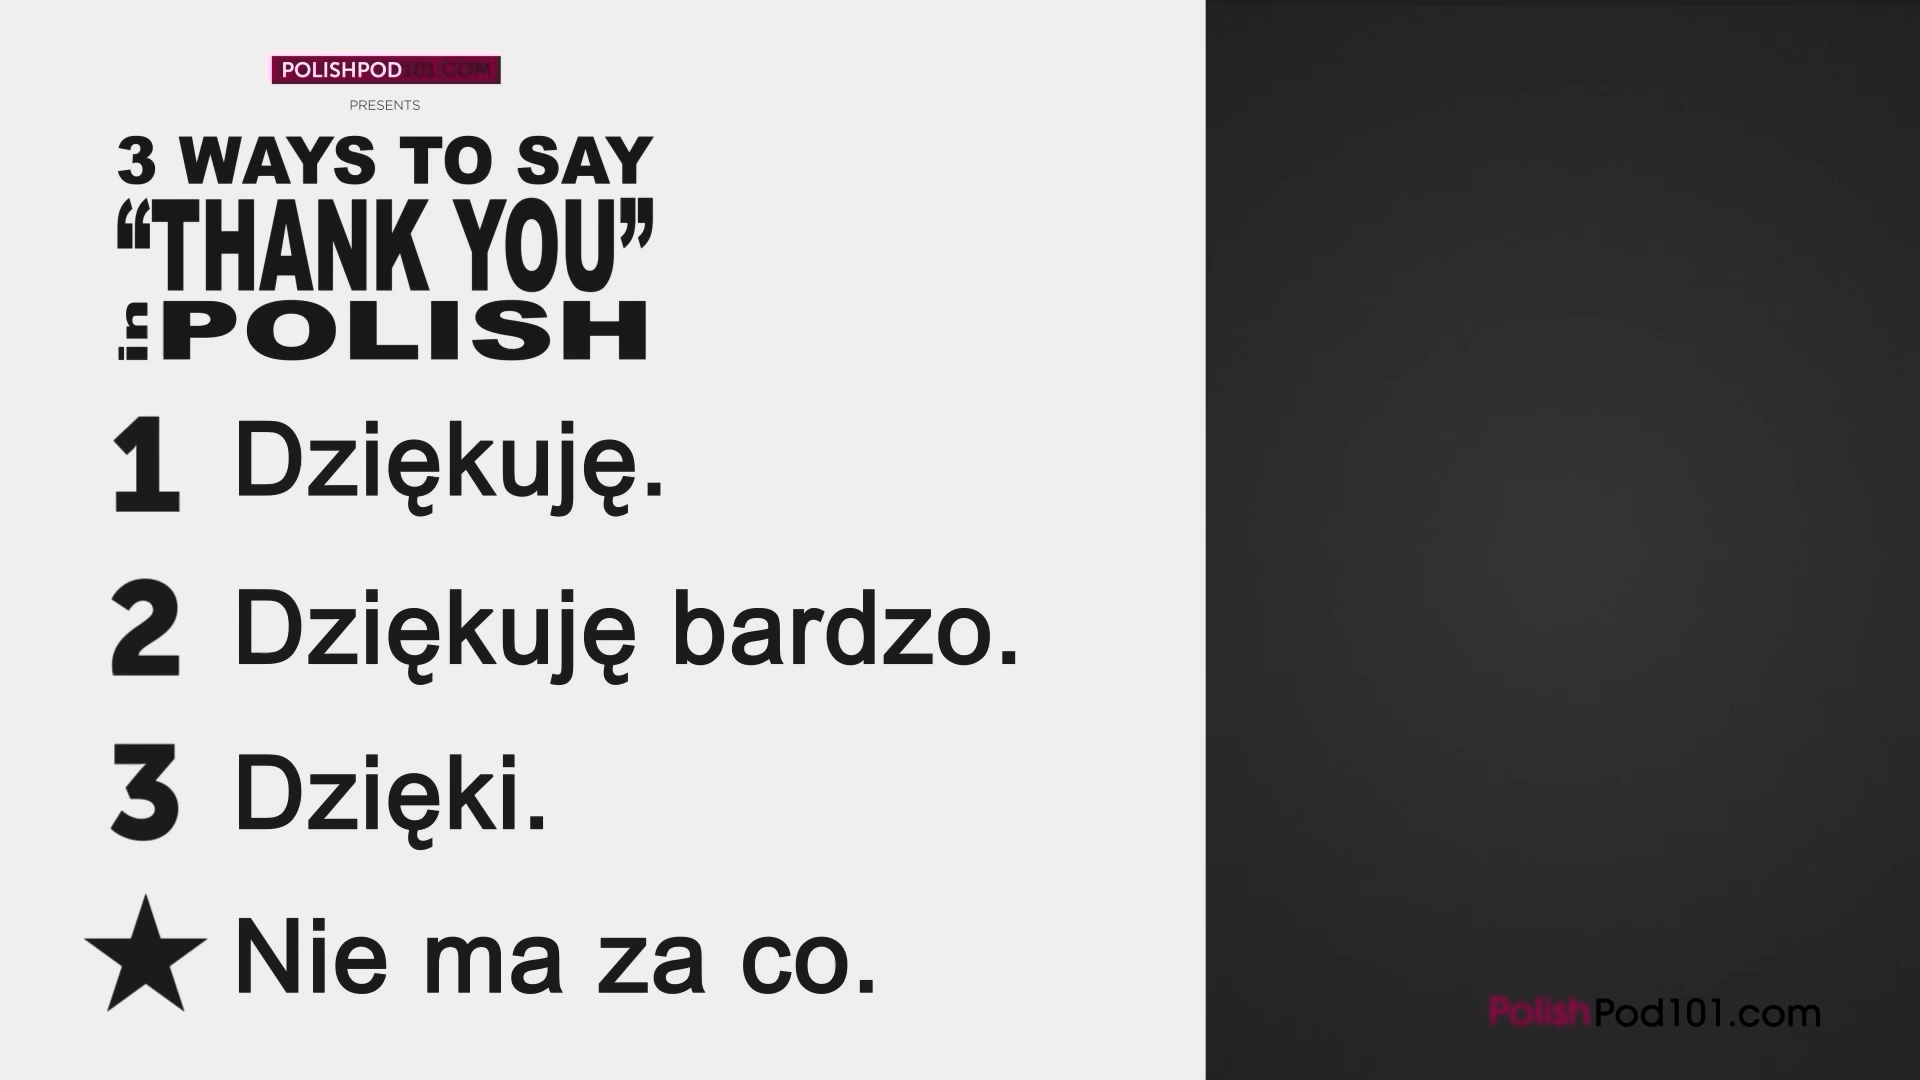 POLISHPOD101.COM
PRESENTS
3 WAYS TO SAY
“THANK YOU”
in POLISH
1 Dziękuję.
2 Dziękuję bardzo.
3 Dzięki.
★ Nie ma za co.
PolishPod101.com